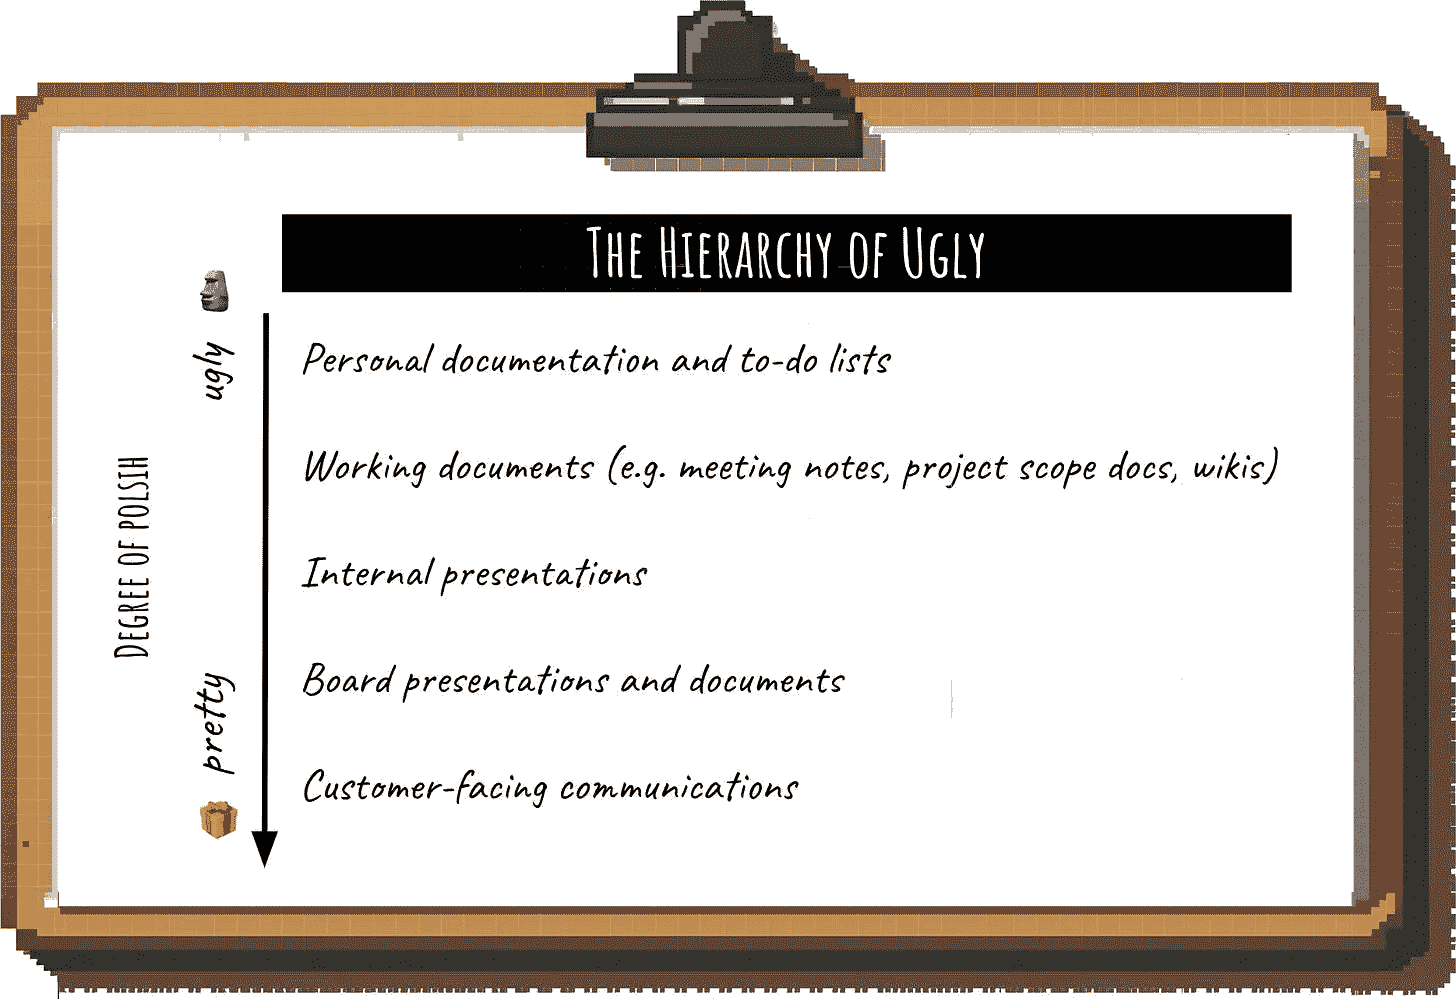 The Hierarchy of Ugly
ugly
Personal documentation and to-do lists
Working documents (e.g. meeting notes, project scope docs, wikis)
Degree of polsih
Internal presentations
pretty
Board presentations and documents
Customer-facing communications